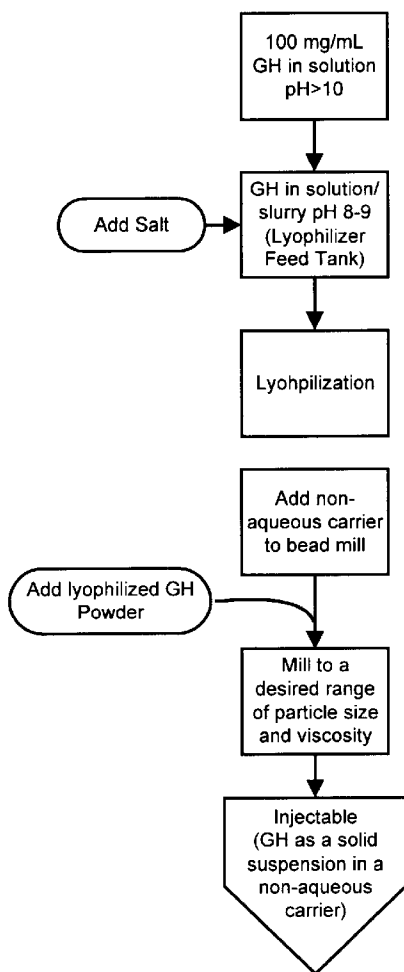 100 mg/mL
GH in solution
pH>10
Add Salt
GH in solution/
slurry pH 8-9
(Lyophilizer
Feed Tank)
Lyohpilization
Add non-
aqueous carrier
to bead mill
Add lyophilized GH
Powder
Mill to a
desired range
of particle size
and viscosity
Injectable
(GH as a solid
suspension in a
non-aqueous
carrier)